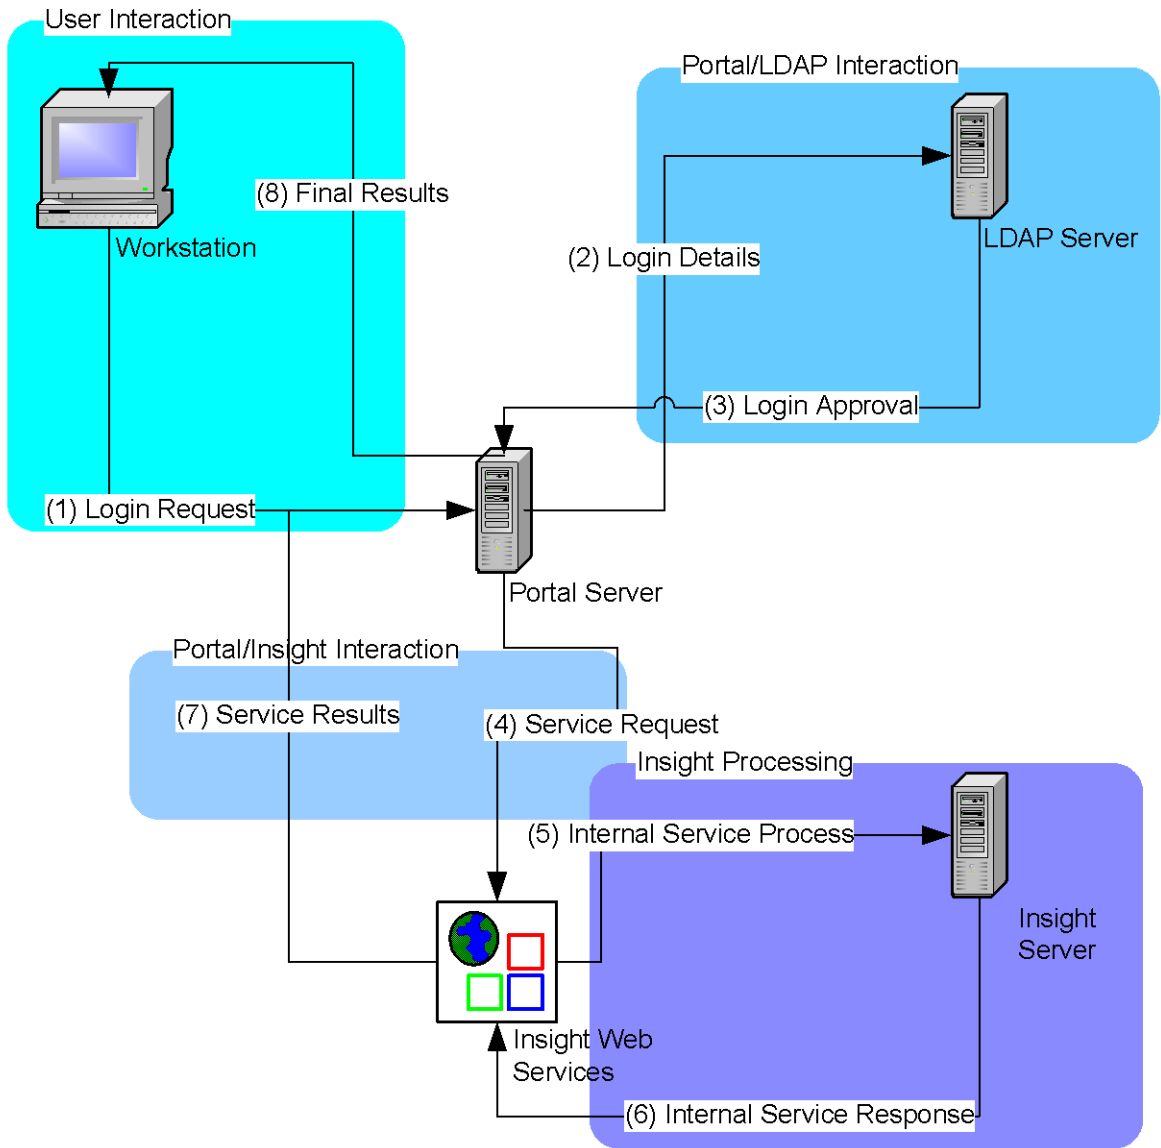 User Interaction
Portal/LDAP Interaction
(8) Final Results
Workstation
LDAP Server
(2) Login Details
(3) Login Approval
(1) Login Request
Portal Server
Portal/Insight Interaction
(7) Service Results
(4) Service Request
Insight Processing
(5) Internal Service Process
Insight
Server
Insight Web
Services
(6) Internal Service Response